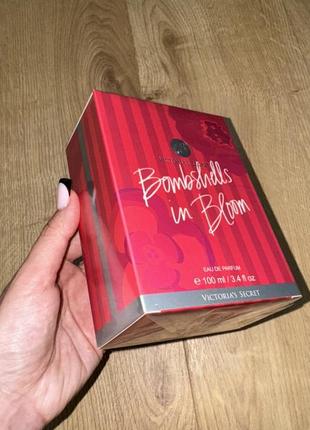 Bombshells
in Bloom
EAU DE PARFUM
℮ 100 ml / 3.4 fl oz
VICTORIA'S SECRET